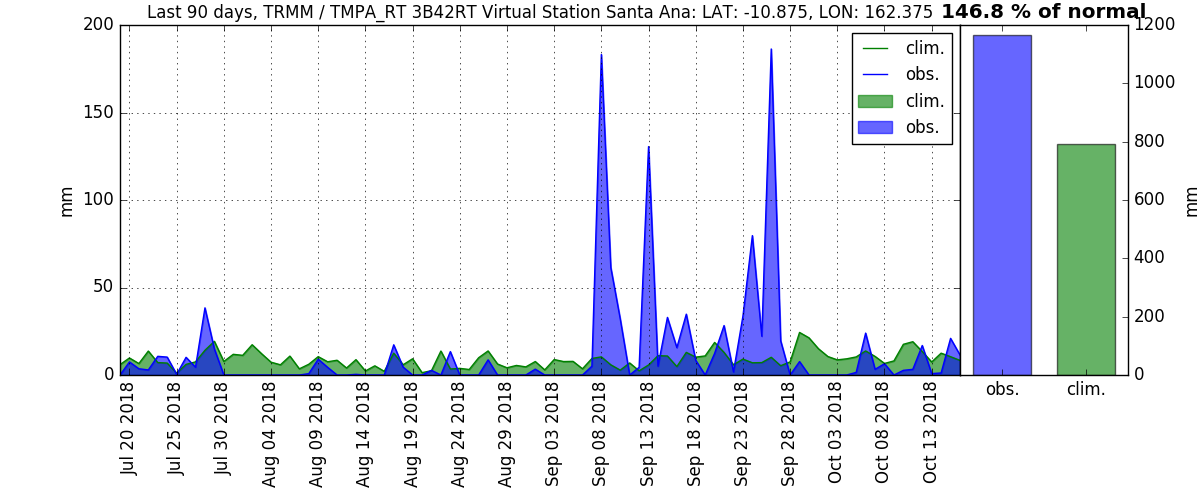 Last 90 days, TRMM / TMPA_RT 3B42RT Virtual Station Santa Ana: LAT: -10.875, LON: 162.375 146.8 % of normal
200
150
100
50
0
mm
clim.
obs.
clim.
obs.
1200
1000
800
600
400
200
0
mm
Jul 20 2018
Jul 25 2018
Jul 30 2018
Aug 04 2018
Aug 09 2018
Aug 14 2018
Aug 19 2018
Aug 24 2018
Aug 29 2018
Sep 03 2018
Sep 08 2018
Sep 13 2018
Sep 18 2018
Sep 23 2018
Sep 28 2018
Oct 03 2018
Oct 08 2018
Oct 13 2018
obs.
clim.